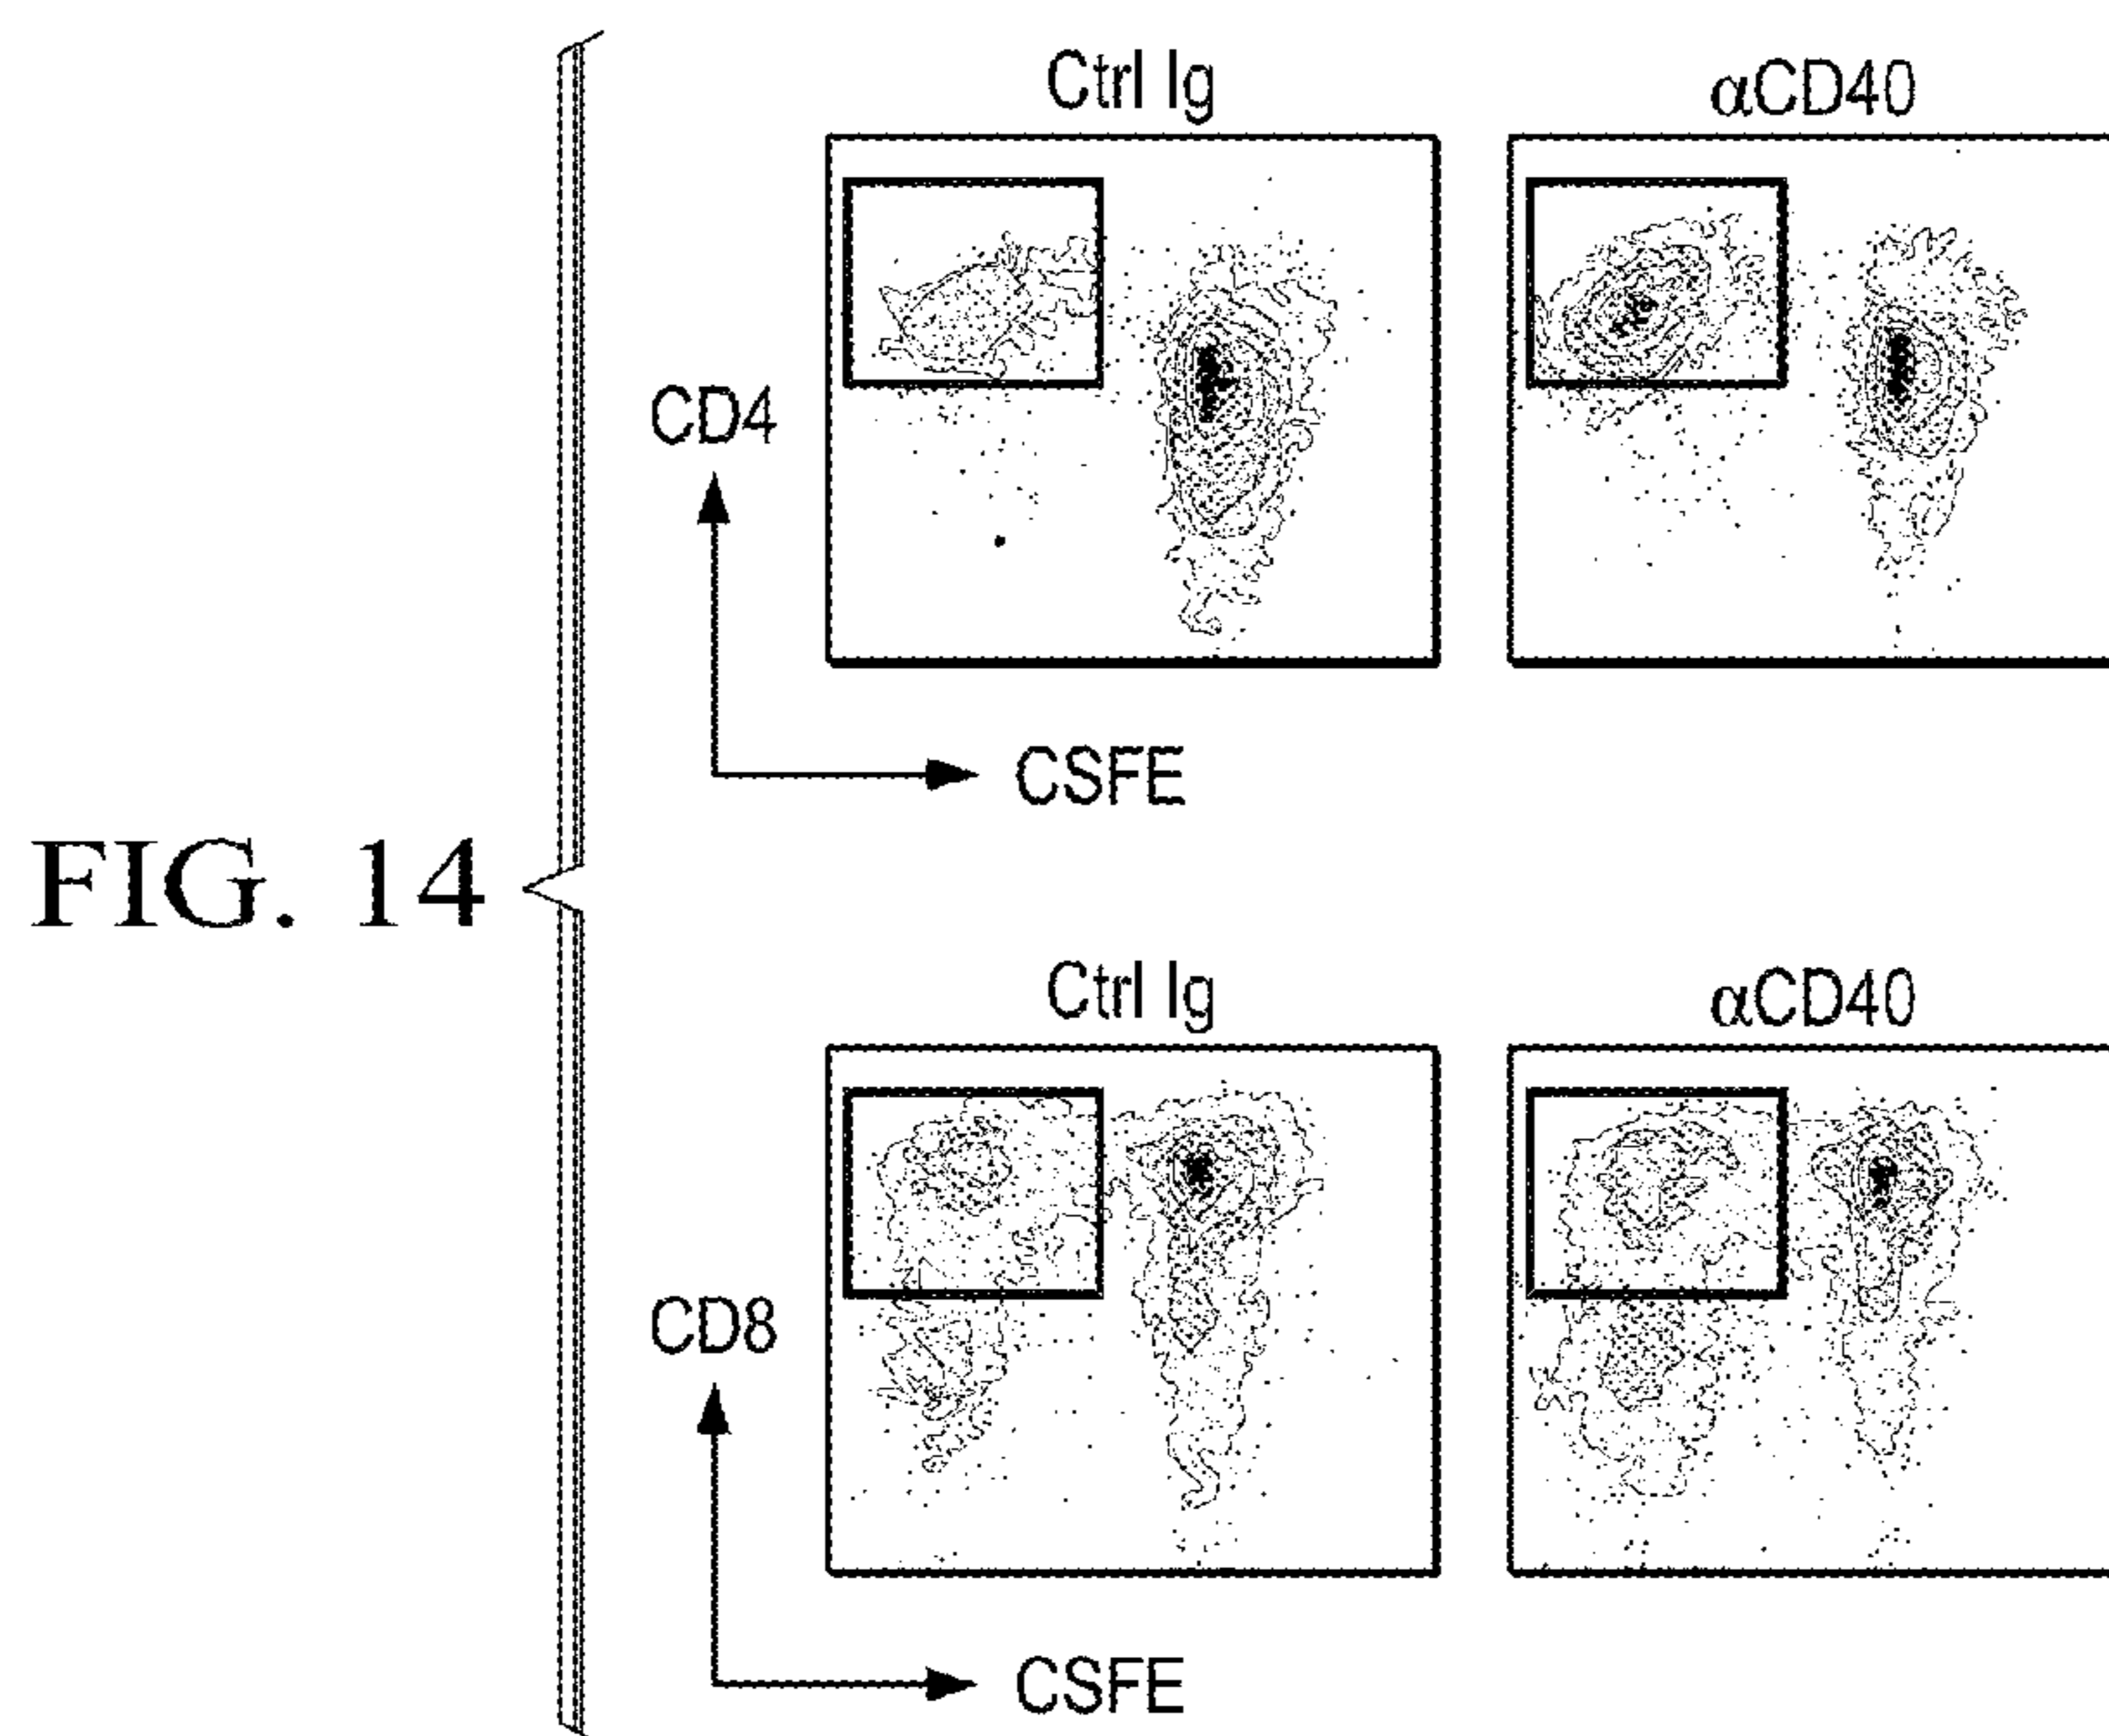 Ctrl Ig
αCD40
CD4
CSFE
FIG. 14
Ctrl Ig
αCD40
CD8
CSFE